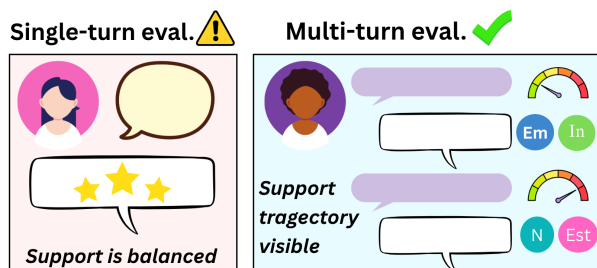 Single-turn eval.
Multi-turn eval.
Support is balanced
Em
In
Support
tragectory
visible
N
Est